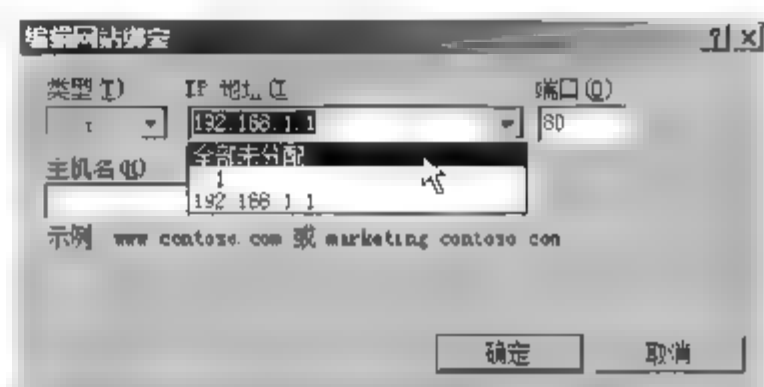 编辑网站绑定
类型(T) IP 地址(I 端口(O)
192.168.1.1 80
全部未分配
主机名(H)
1
192 168 1 1
示例 www contoso. com 或 marketing contoso com
确定 取消